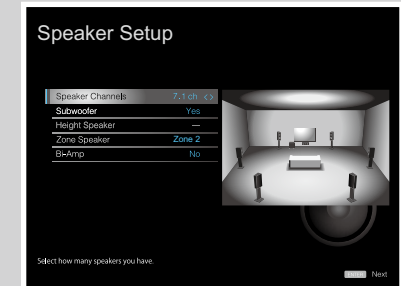 Speaker Setup
Speaker Channels 7.1 ch <>
Subwoofer Yes
Height Speaker ---
Zone Speaker Zone 2
Bi-Amp No
Select how many speakers you have.
ENTER Next